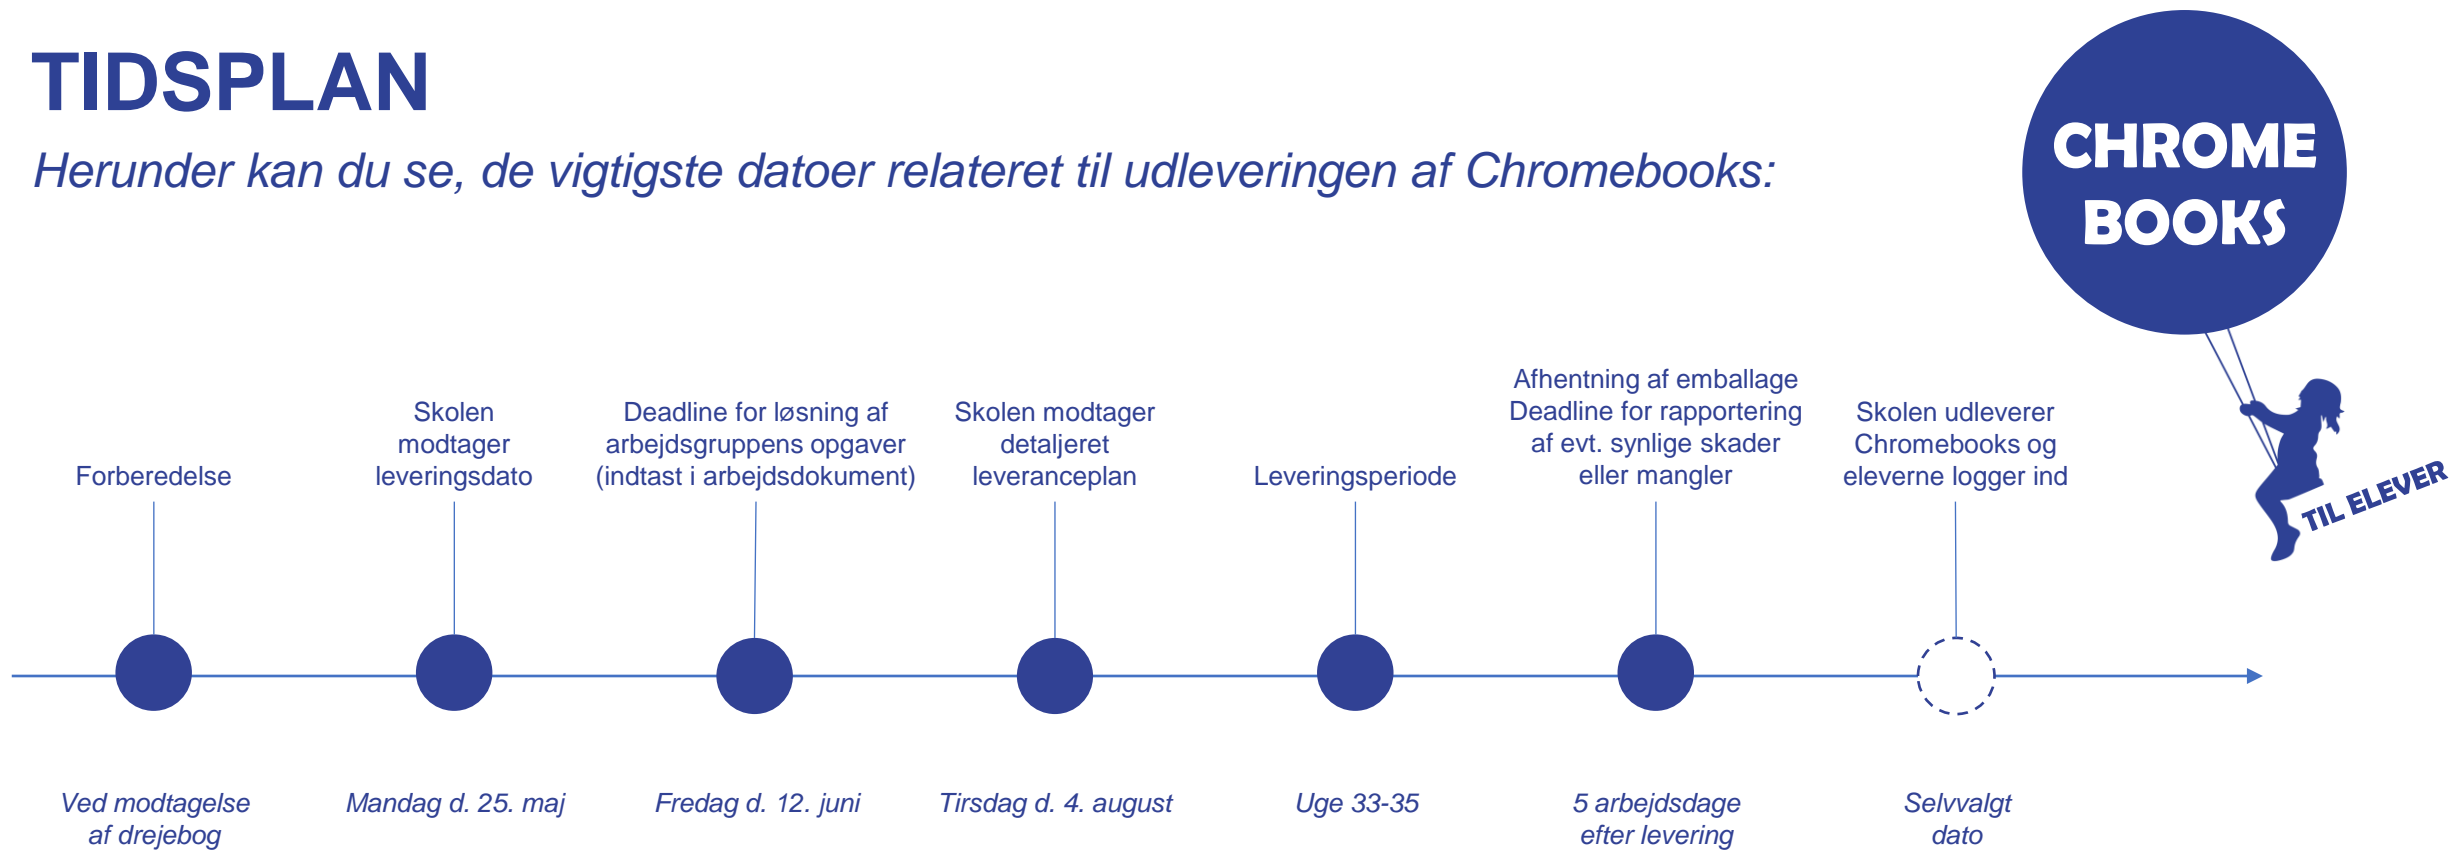 TIDSPLAN
Herunder kan du se, de vigtigste datoer relateret til udleveringen af Chromebooks:
CHROME
BOOKS
TIL ELEVER
Forberedelse
Skolen
modtager
leveringsdato
Deadline for løsning af
arbejdsgruppens opgaver
(indtast i arbejdsdokument)
Skolen modtager
detaljeret
leveranceplan
Leveringsperiode
Afhentning af emballage
Deadline for rapportering
af evt. synlige skader
eller mangler
Skolen udleverer
Chromebooks og
eleverne logger ind
Ved modtagelse
af drejebog
Mandag d. 25. maj
Fredag d. 12. juni
Tirsdag d. 4. august
Uge 33-35
5 arbejdsdage
efter levering
Selvvalgt
dato